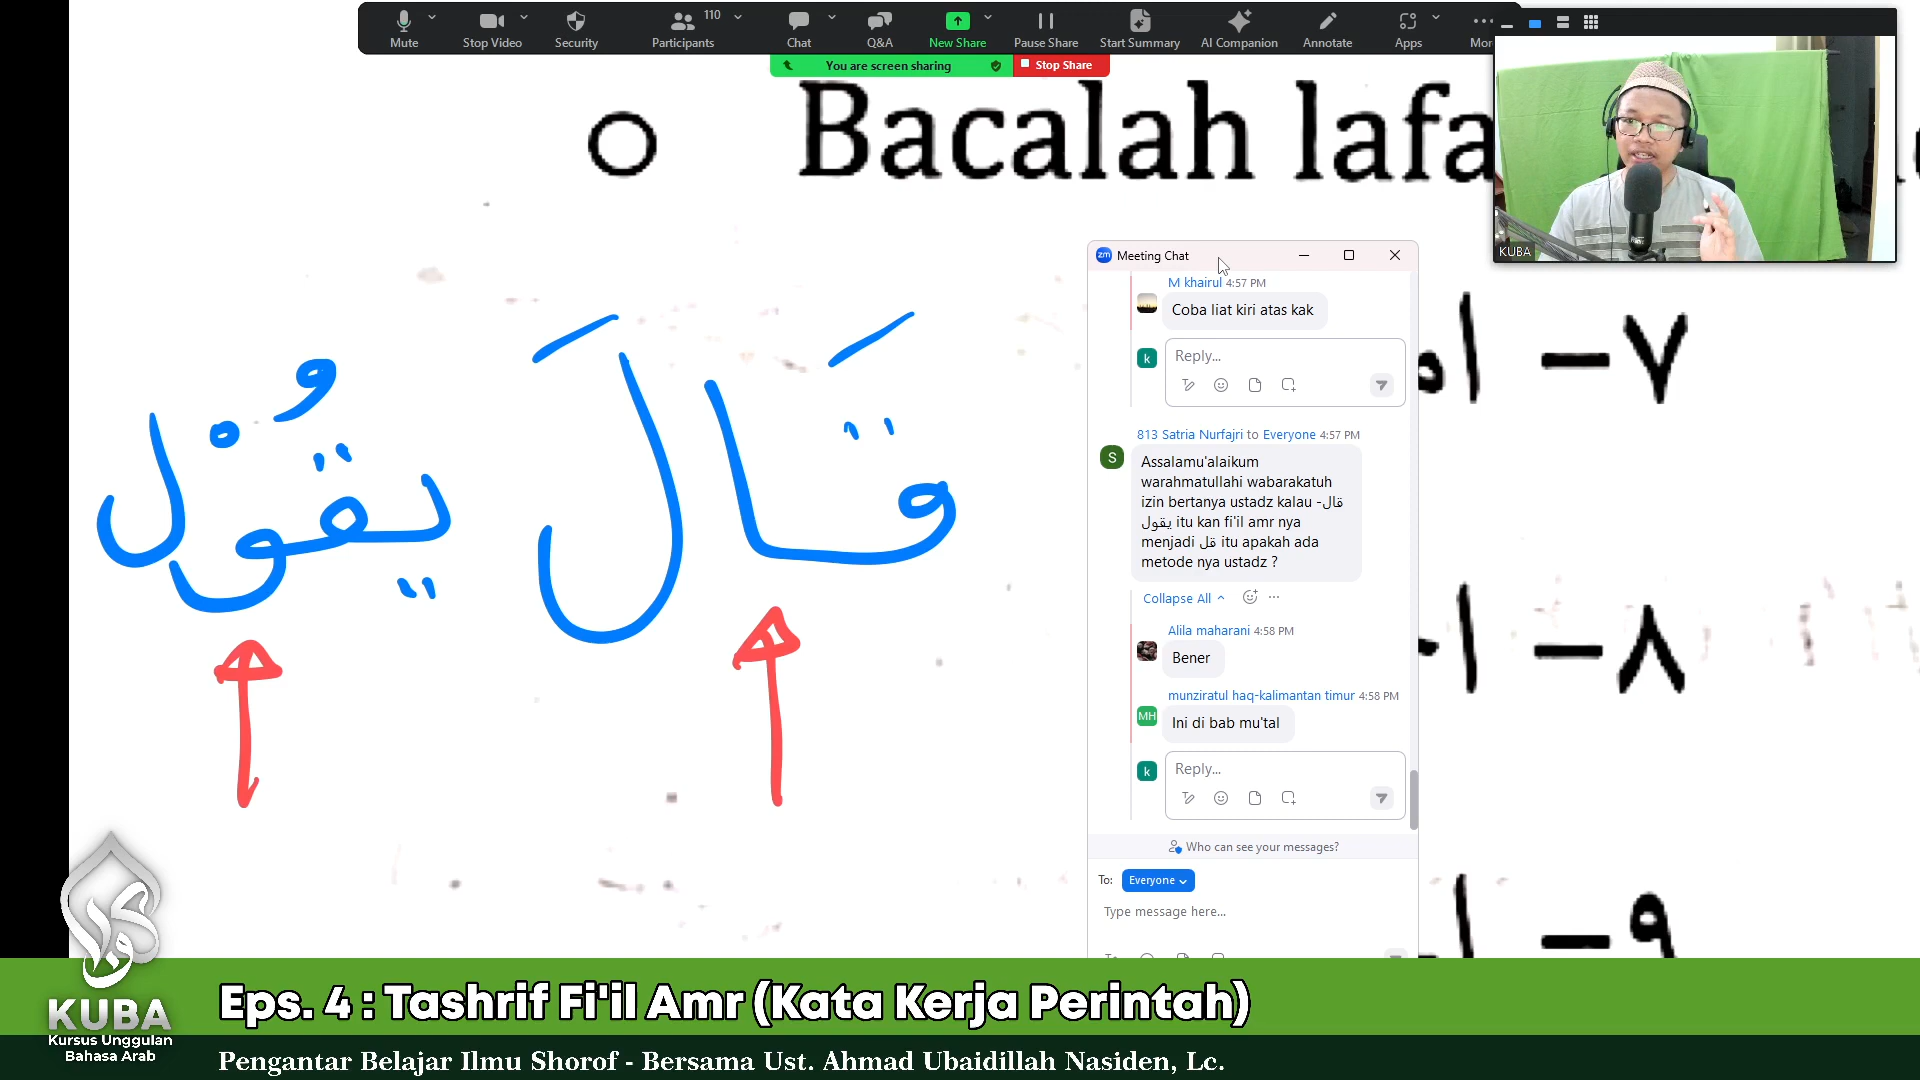 Mute
Stop Video
Security
Participants
110
Chat
Q&A
New Share
Pause Share
Start Summary
AI Companion
Annotate
Apps
You are screen sharing
Stop Share
Bacalah
KUBA
Meeting Chat
M khairul 4:57 PM
Coba liat kiri atas kak
k
Reply...
813 Satria Nurfajri to Everyone 4:57 PM
S
Assalamu'alaikum
warahmatullahi wabarakatuh
izin bertanya ustadz kalau قال-
يقول itu kan fi'il amr nya
menjadi قل itu apakah ada
metode nya ustadz ?
Collapse All
Alila maharani 4:58 PM
Bener
munziratul haq-kalimantan timur 4:58 PM
MH
Ini di bab mu'tal
k
Reply...
Who can see your messages?
To: Everyone
Type message here...
قَالَ يقُوْل
٧ –
٨ –
٩ –
KUBA
Kursus Unggulan
Bahasa Arab
Eps. 4 : Tashrif Fi'il Amr (Kata Kerja Perintah)
Pengantar Belajar Ilmu Shorof - Bersama Ust. Ahmad Ubaidillah Nasiden, Lc.